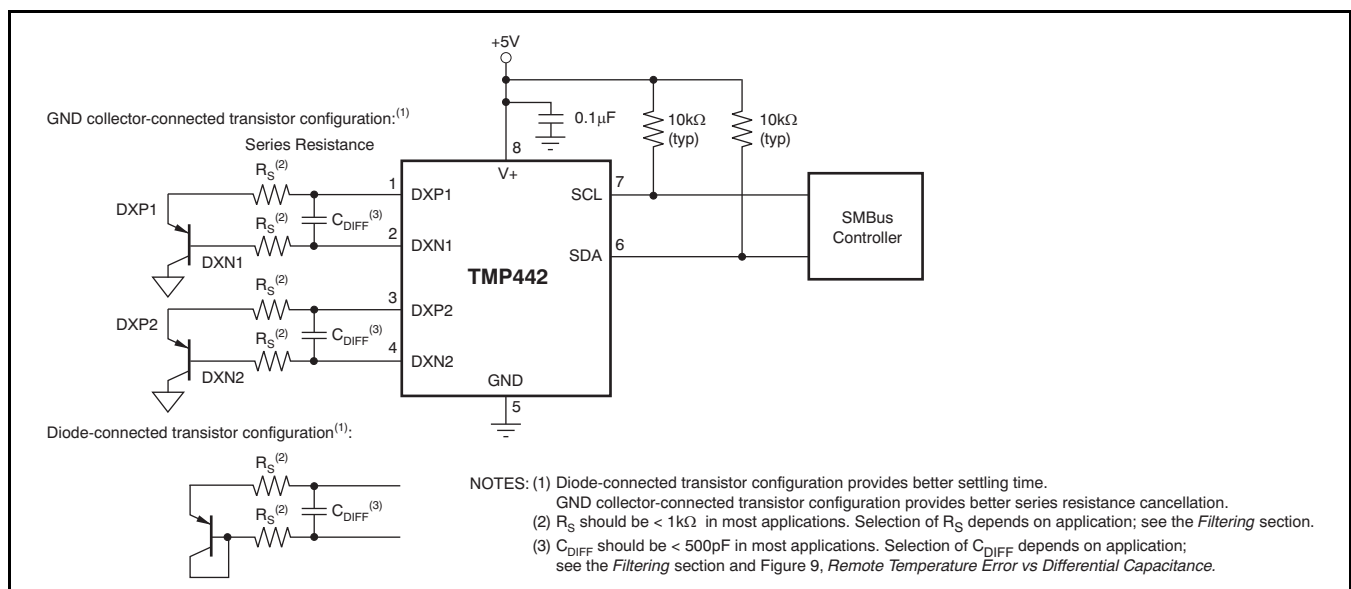 +5V
GND collector-connected transistor configuration:(1)
0.1μF
10kΩ
(typ)
10kΩ
(typ)
Series Resistance
8
V+
RS(2)
1
DXP1
SCL
7
DXP1
CDIFF(3)
SMBus
Controller
RS(2)
2
DXN1
DXN1
SDA
6
TMP442
RS(2)
3
DXP2
DXP2
CDIFF(3)
RS(2)
4
DXN2
DXN2
GND
5
Diode-connected transistor configuration(1):
RS(2)
CDIFF(3)
RS(2)
NOTES: (1) Diode-connected transistor configuration provides better settling time.
GND collector-connected transistor configuration provides better series resistance cancellation.
(2) RS should be < 1kΩ in most applications. Selection of RS depends on application; see the Filtering section.
(3) CDIFF should be < 500pF in most applications. Selection of CDIFF depends on application;
see the Filtering section and Figure 9, Remote Temperature Error vs Differential Capacitance.